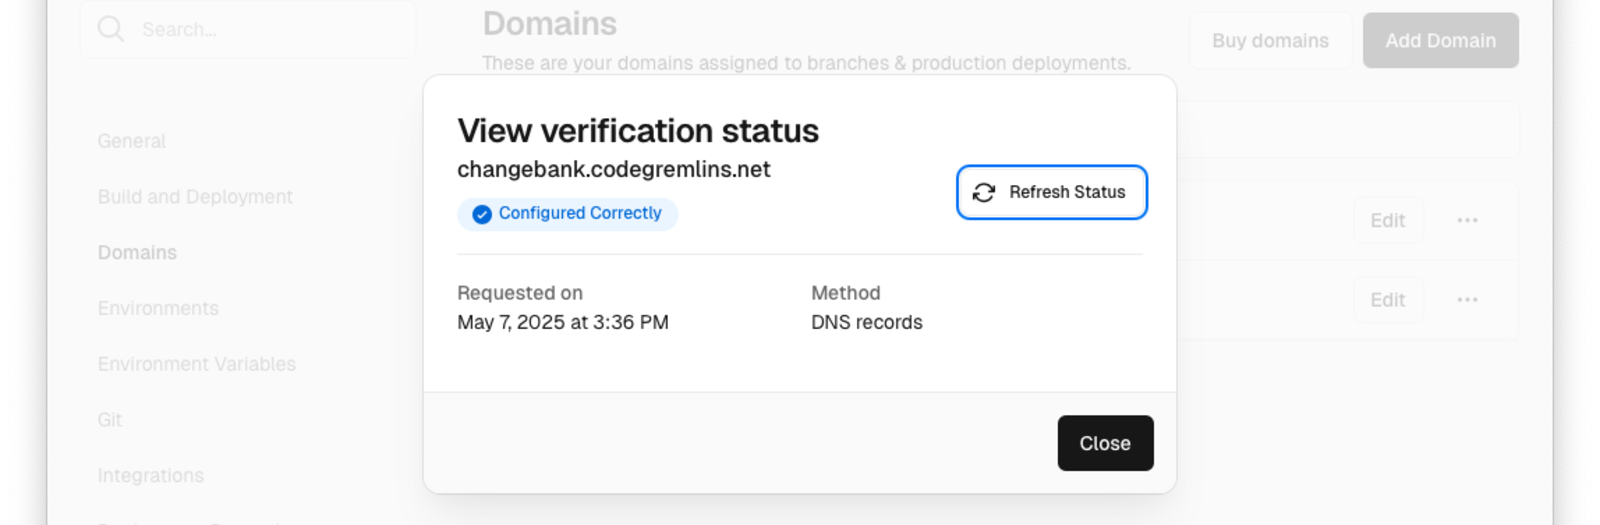 Search...
Domains
Buy domains
Add Domain
These are your domains assigned to branches & production deployments.
General
Build and Deployment
Domains
Environments
Environment Variables
Git
Integrations
View verification status
changebank.codegremlins.net
Configured Correctly
Refresh Status
Requested on
May 7, 2025 at 3:36 PM
Method
DNS records
Close
Edit
Edit